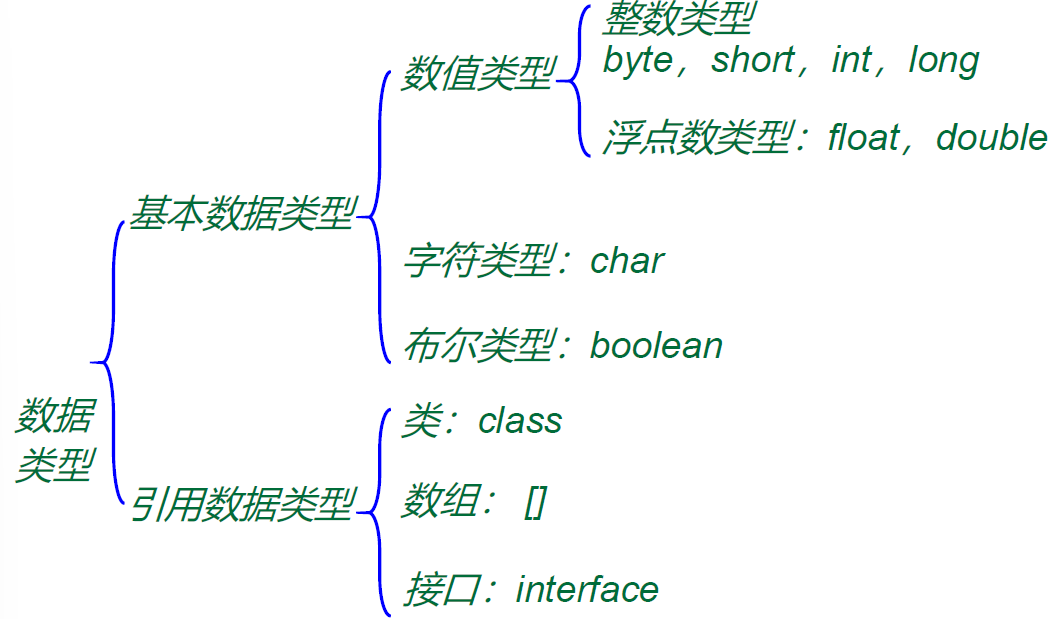 整数类型
byte，short，int，long
数值类型
浮点数类型：float，double
基本数据类型
字符类型：char
布尔类型：boolean
数据
类型
类：class
引用数据类型
数组： []
接口：interface